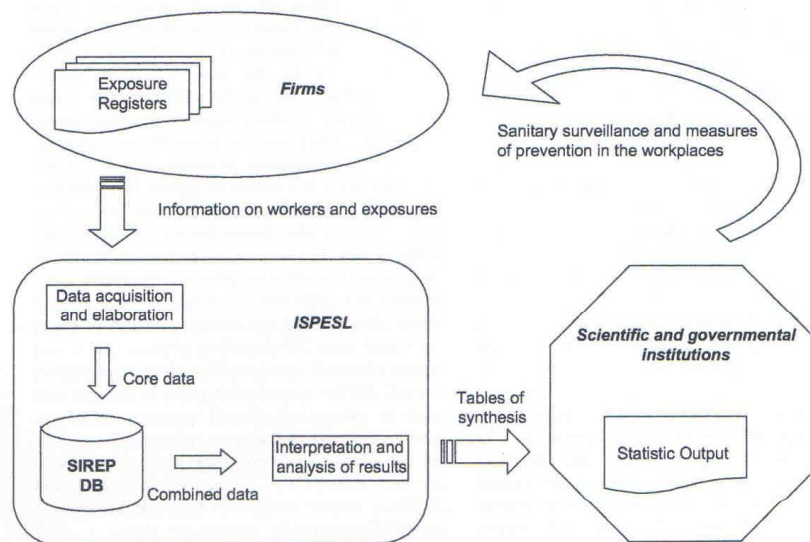 Exposure
Registers
Firms
Sanitary surveillance and measures
of prevention in the workplaces
Information on workers and exposures
Data acquisition
and elaboration
ISPESL
Core data
SIREP
DB
Combined data
Interpretation and
analysis of results
Tables of
synthesis
Scientific and governmental
institutions
Statistic Output